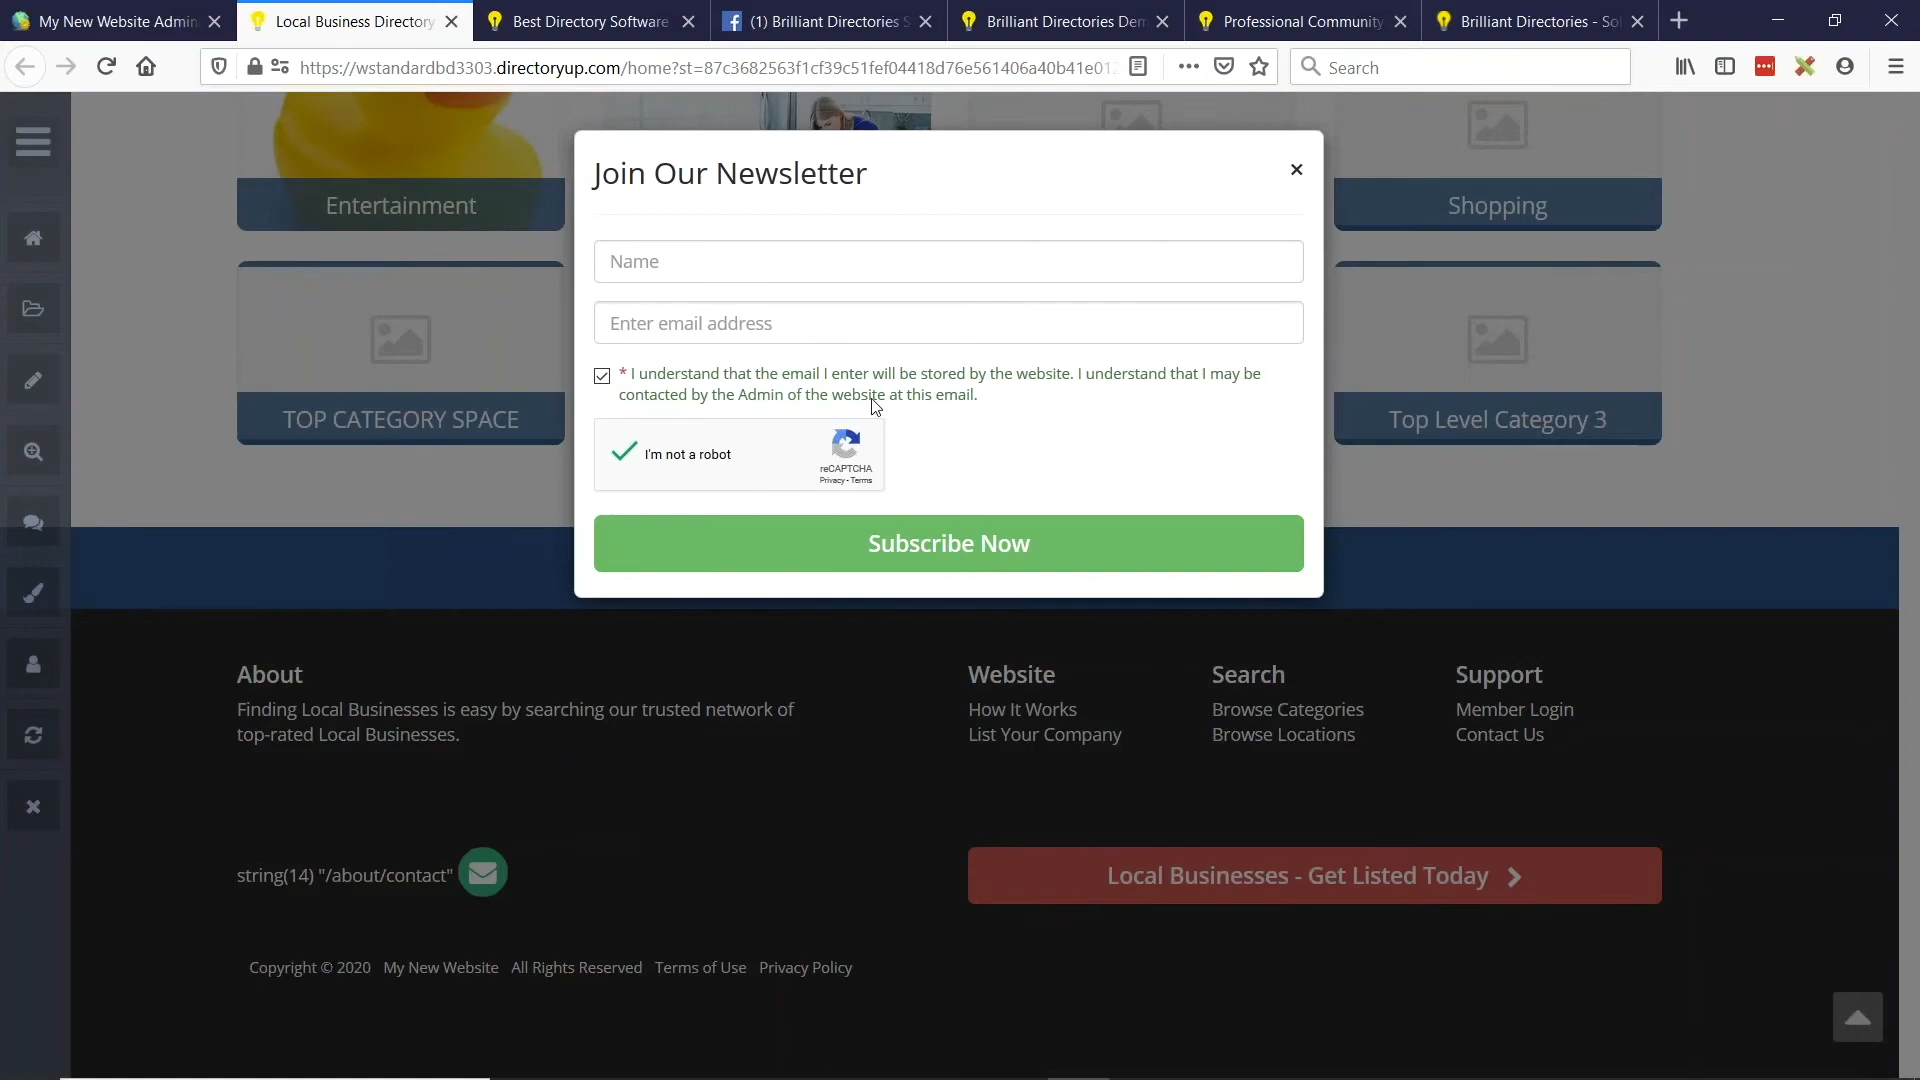 My New Website Admin
Local Business Directory
Best Directory Software
(1) Brilliant Directories S
Brilliant Directories Dem
Professional Community
Brilliant Directories - Sol
https://wstandardbd3303.directoryup.com/home?st=87c3682563f1cf39c51fef04418d76e561406a40b41e012
Search
Join Our Newsletter
Entertainment
Shopping
Name
Enter email address
* I understand that the email I enter will be stored by the website. I understand that I may be
contacted by the Admin of the website at this email.
TOP CATEGORY SPACE
Top Level Category 3
I'm not a robot
reCAPTCHA
Privacy - Terms
Subscribe Now
About
Website
Search
Support
Finding Local Businesses is easy by searching our trusted network of
top-rated Local Businesses.
How It Works
List Your Company
Browse Categories
Browse Locations
Member Login
Contact Us
string(14) "/about/contact"
Local Businesses - Get Listed Today
Copyright © 2020 My New Website All Rights Reserved Terms of Use Privacy Policy